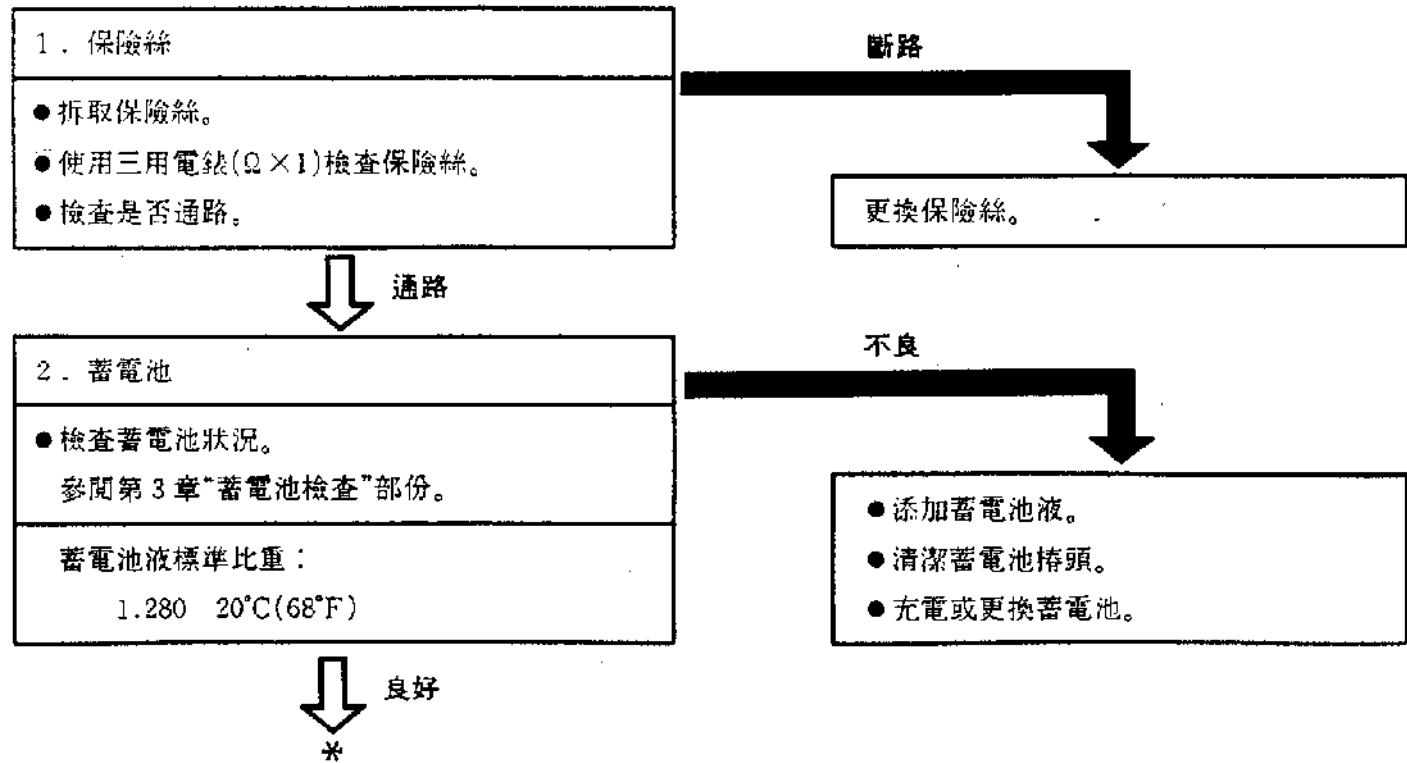 1. 保險絲
●拆取保險絲。
●使用三用電錶(Ω×1)檢查保險絲。
●檢查是否通路。
斷路
更換保險絲。
通路
2. 蓄電池
●檢查蓄電池狀況。
參閱第3章“蓄電池檢查”部份。
蓄電池液標準比重：
1.280 20°C(68°F)
不良
●添加蓄電池液。
●清潔蓄電池樁頭。
●充電或更換蓄電池。
良好
*